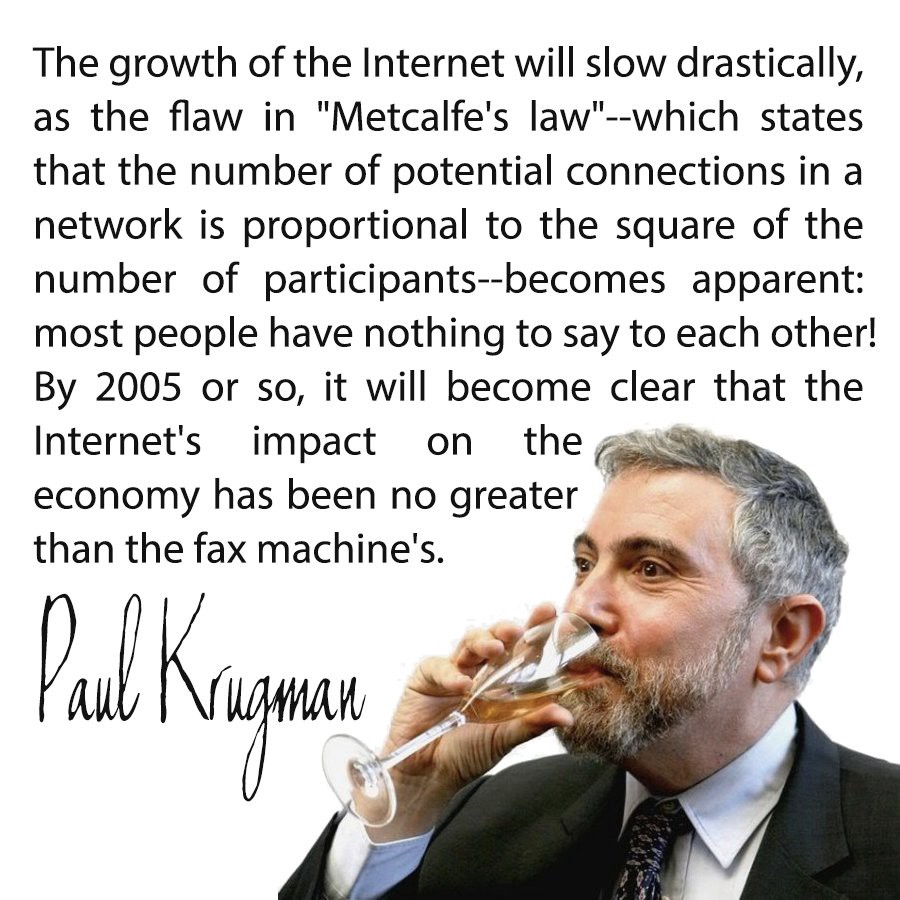 The growth of the Internet will slow drastically,
as the flaw in "Metcalfe's law"--which states
that the number of potential connections in a
network is proportional to the square of the
number of participants--becomes apparent:
most people have nothing to say to each other!
By 2005 or so, it will become clear that the
Internet's impact on the
economy has been no greater
than the fax machine's.
Paul Krugman